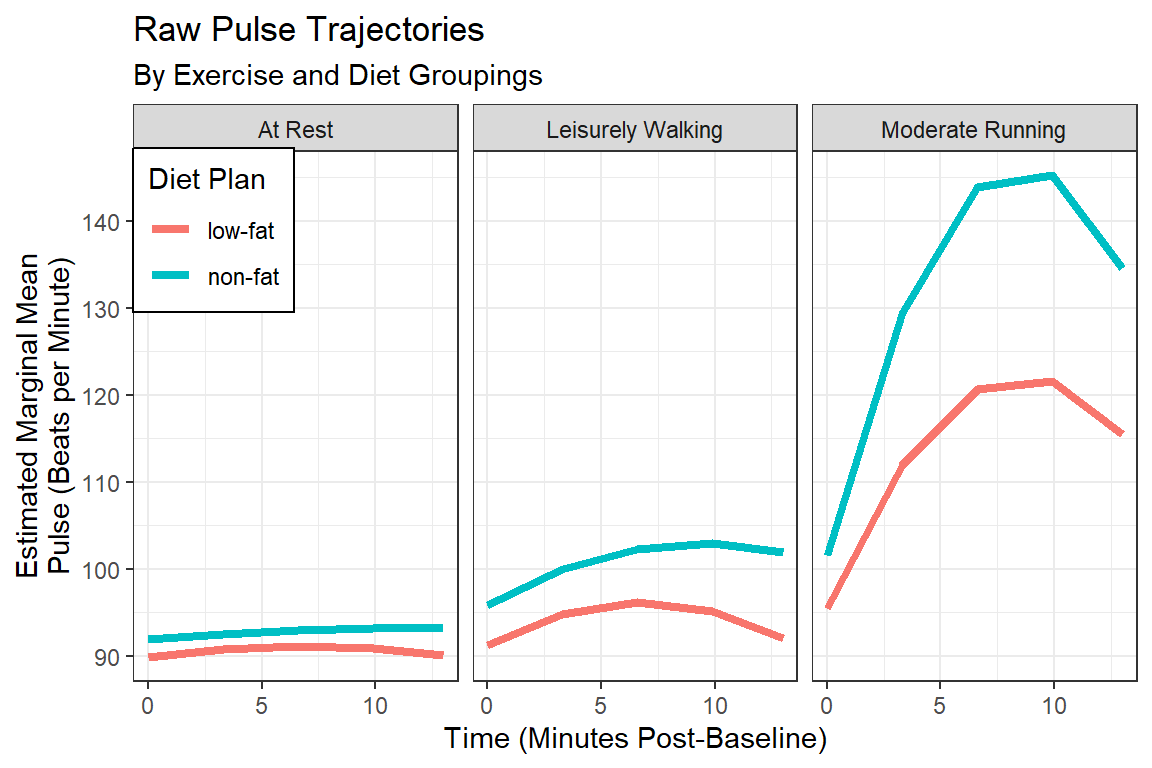 Raw Pulse Trajectories
By Exercise and Diet Groupings
At Rest
Leisurely Walking
Moderate Running
Diet Plan
low-fat
non-fat
Estimated Marginal Mean
Pulse (Beats per Minute)
140
130
120
110
100
90
0 5 10
0 5 10
0 5 10
Time (Minutes Post-Baseline)